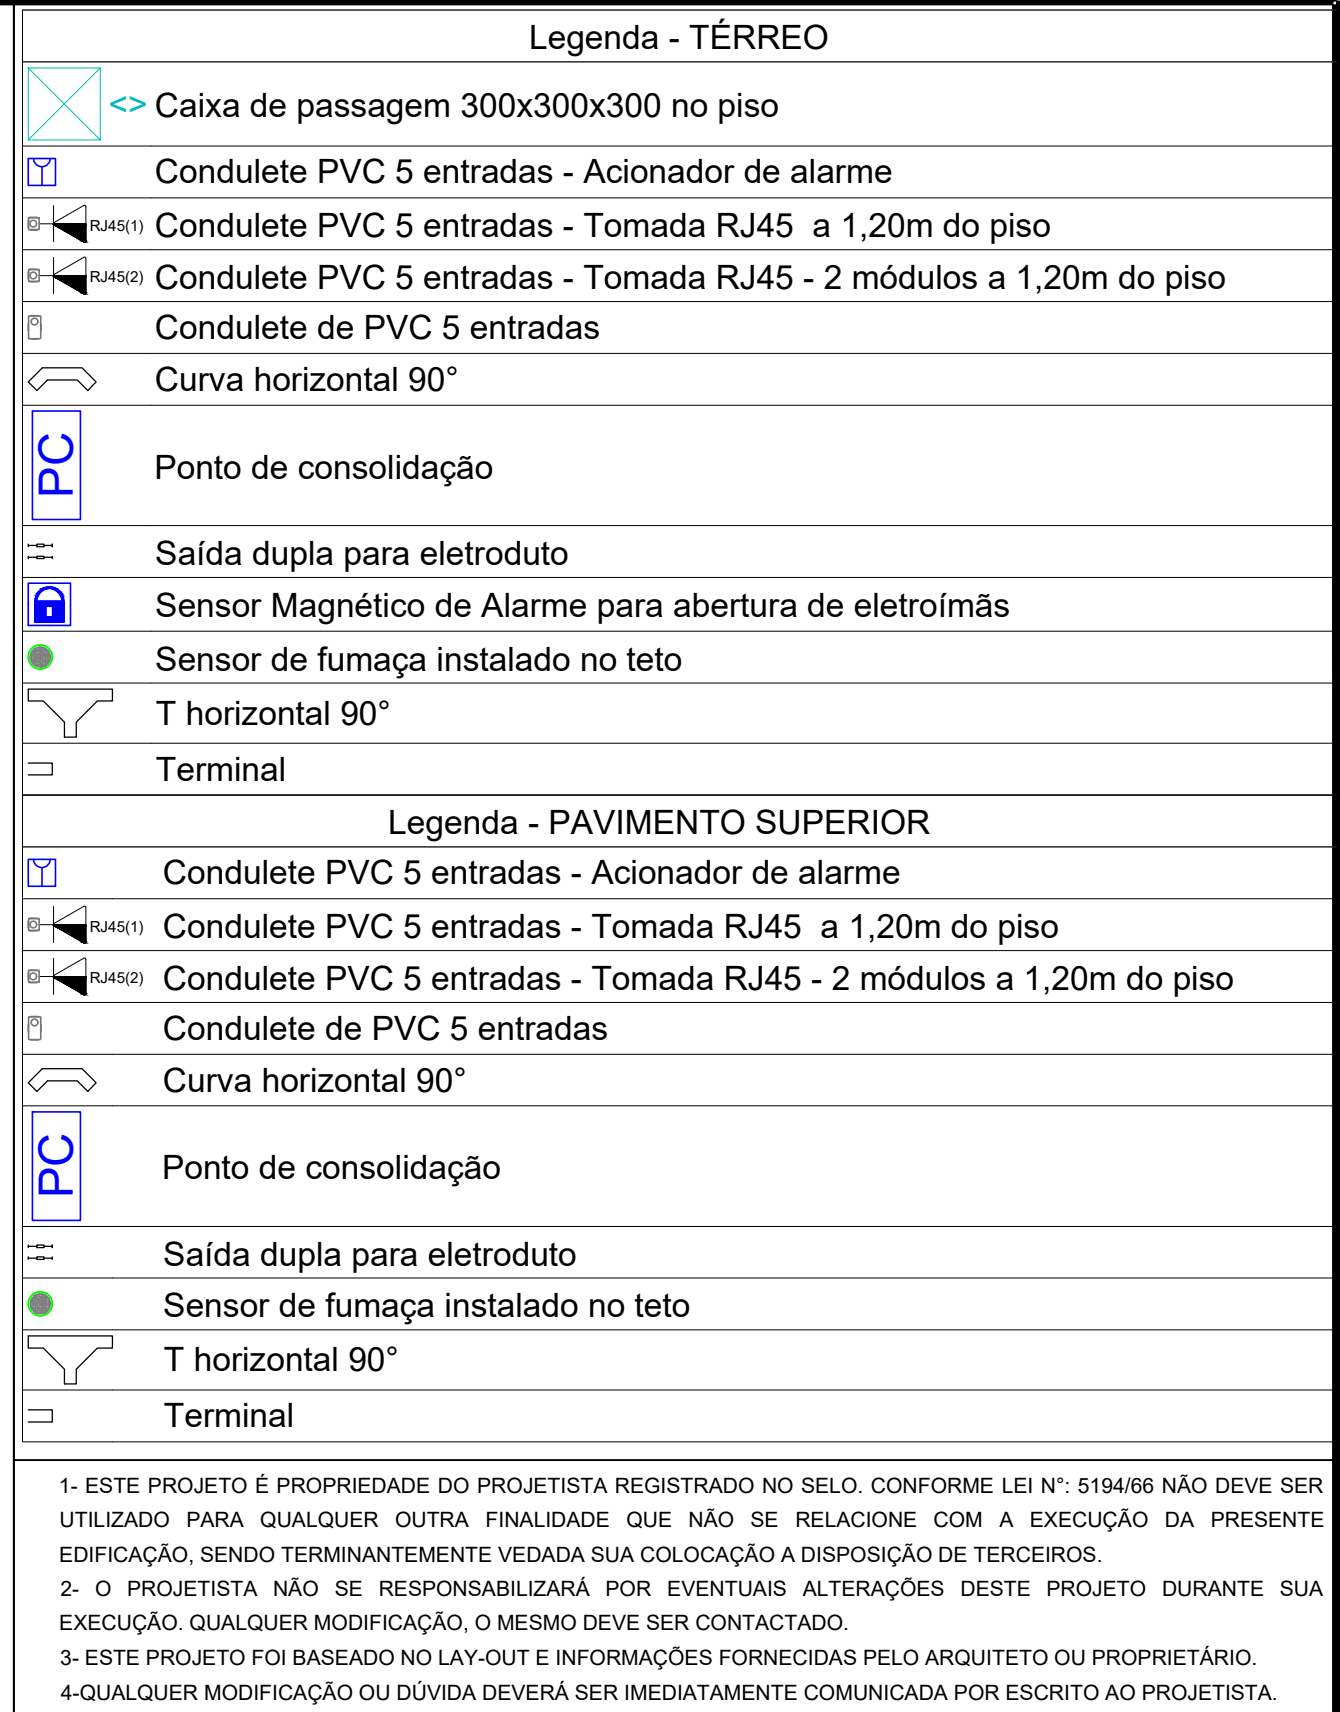 Legenda - TÉRREO
<> Caixa de passagem 300x300x300 no piso
Condulete PVC 5 entradas - Acionador de alarme
RJ45(1) Condulete PVC 5 entradas - Tomada RJ45  a 1,20m do piso
RJ45(2) Condulete PVC 5 entradas - Tomada RJ45 - 2 módulos a 1,20m do piso
Condulete de PVC 5 entradas
Curva horizontal 90°
PC Ponto de consolidação
Saída dupla para eletroduto
Sensor Magnético de Alarme para abertura de eletroímãs
Sensor de fumaça instalado no teto
T horizontal 90°
Terminal
Legenda - PAVIMENTO SUPERIOR
Condulete PVC 5 entradas - Acionador de alarme
RJ45(1) Condulete PVC 5 entradas - Tomada RJ45  a 1,20m do piso
RJ45(2) Condulete PVC 5 entradas - Tomada RJ45 - 2 módulos a 1,20m do piso
Condulete de PVC 5 entradas
Curva horizontal 90°
PC Ponto de consolidação
Saída dupla para eletroduto
Sensor de fumaça instalado no teto
T horizontal 90°
Terminal
1- ESTE PROJETO É PROPRIEDADE DO PROJETISTA REGISTRADO NO SELO. CONFORME LEI N°: 5194/66 NÃO DEVE SER
UTILIZADO PARA QUALQUER OUTRA FINALIDADE QUE NÃO SE RELACIONE COM A EXECUÇÃO DA PRESENTE
EDIFICAÇÃO, SENDO TERMINANTEMENTE VEDADA SUA COLOCAÇÃO A DISPOSIÇÃO DE TERCEIROS.
2- O PROJETISTA NÃO SE RESPONSABILIZARÁ POR EVENTUAIS ALTERAÇÕES DESTE PROJETO DURANTE SUA
EXECUÇÃO. QUALQUER MODIFICAÇÃO, O MESMO DEVE SER CONTACTADO.
3- ESTE PROJETO FOI BASEADO NO LAY-OUT E INFORMAÇÕES FORNECIDAS PELO ARQUITETO OU PROPRIETÁRIO.
4-QUALQUER MODIFICAÇÃO OU DÚVIDA DEVERÁ SER IMEDIATAMENTE COMUNICADA POR ESCRITO AO PROJETISTA.